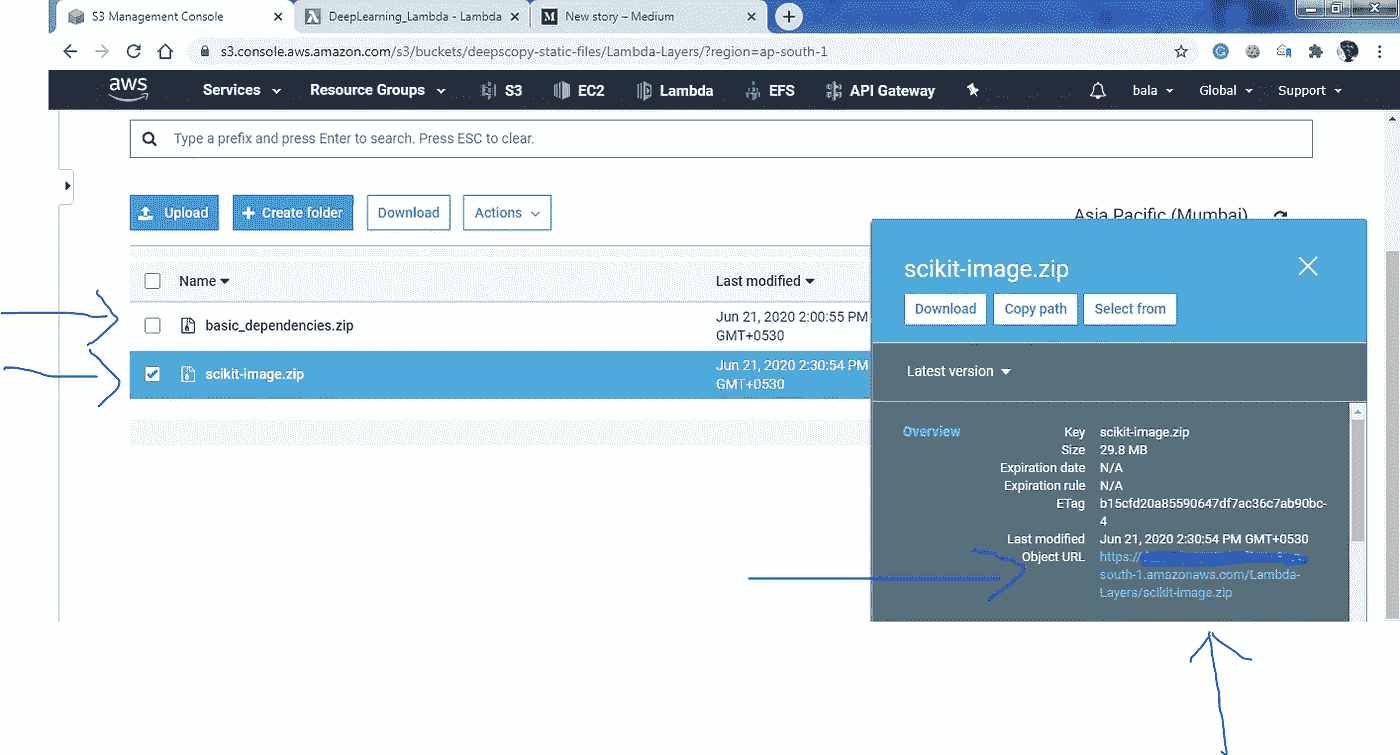 S3 Management Console
DeepLearning_Lambda - Lambda
New story – Medium
s3.console.aws.amazon.com/s3/buckets/deepscopy-static-files/Lambda-Layers/?region=ap-south-1
aws Services Resource Groups S3 EC2 Lambda EFS API Gateway bala Global Support
Type a prefix and press Enter to search. Press ESC to clear.
Upload Create folder Download Actions
Asia Pacific (Mumbai)
Name Last modified
basic_dependencies.zip Jun 21, 2020 2:00:55 PM
GMT+0530
scikit-image.zip Jun 21, 2020 2:30:54 PM
GMT+0530
scikit-image.zip
Download Copy path Select from
Latest version
Overview
Key scikit-image.zip
Size 29.8 MB
Expiration date N/A
Expiration rule N/A
ETag b15cfd20a85590647df7ac36c7ab90bc-
4
Last modified Jun 21, 2020 2:30:54 PM GMT+0530
Object URL https://
south-1.amazonaws.com/Lambda-
Layers/scikit-image.zip